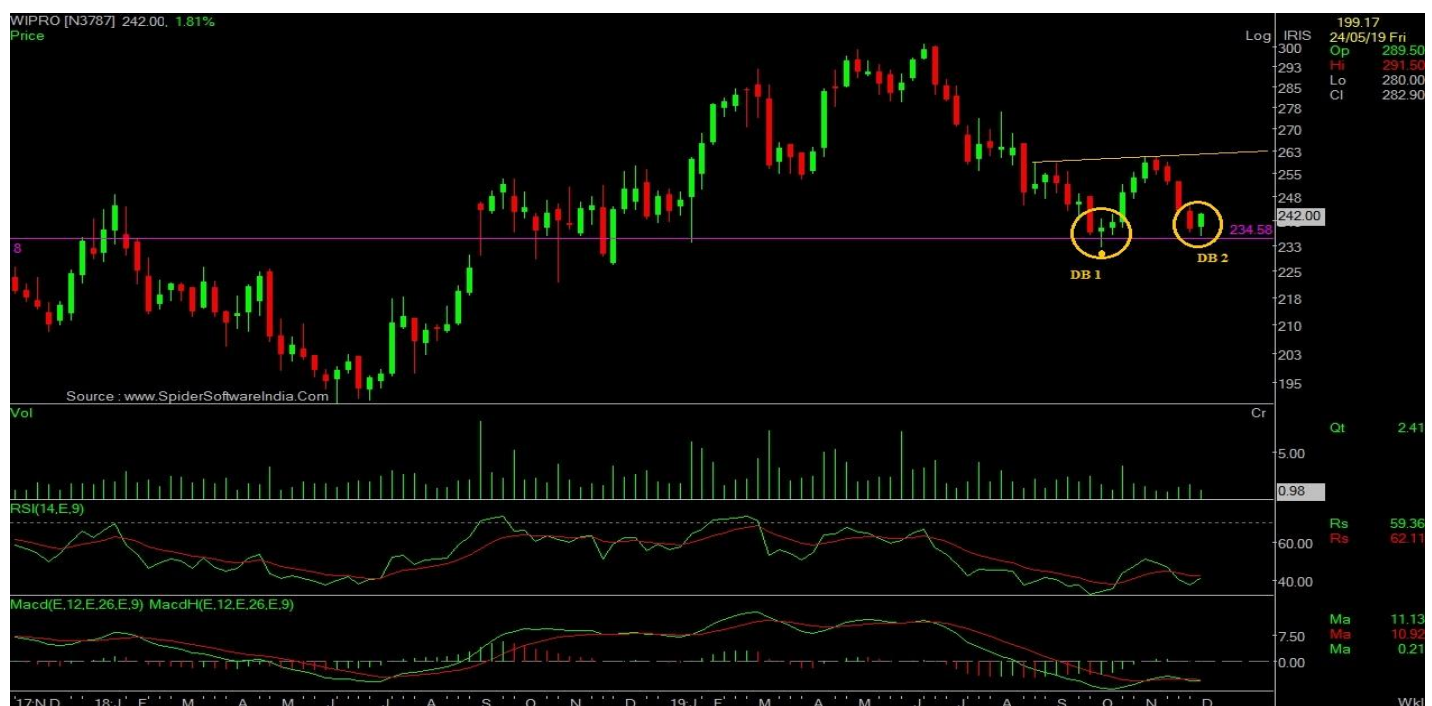 WIPRO [N3787] 242.00, 1.81%
Price
Log
IRIS
199.17
24/05/19 Fri
Op 289.50
Hi 291.50
Lo 280.00
Cl 282.90
300
293
285
278
270
263
255
248
242.00
234.58
233
225
218
210
203
195
8
DB 1
DB 2
Source : www.SpiderSoftwareIndia.Com
Vol
Cr
Qt 2.41
5.00
0.98
RSI(14,E,9)
Rs 59.36
Rs 62.11
60.00
40.00
Macd(E,12,E,26,E,9) MacdH(E,12,E,26,E,9)
Ma 11.13
Ma 10.92
Ma 0.21
7.50
0.00
'17:N D 18:J F M A M J J A S O N D 19:J F M A M J J A S O N D
Wkl